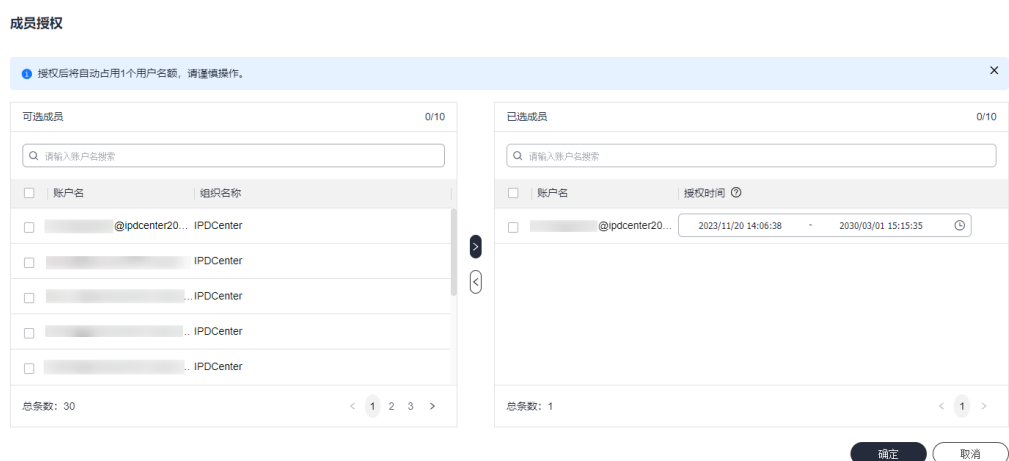 成员授权
授权后将自动占用1个用户名额，请谨慎操作。
可选成员 0/10
请输入账户名搜索
账户名 组织名称
@ipdcenter20... IPDCenter
IPDCenter
...IPDCenter
.. IPDCenter
.. IPDCenter
总条数：30 < 1 2 3 >
已选成员 0/10
请输入账户名搜索
账户名 授权时间
@ipdcenter20... 2023/11/20 14:06:38 - 2030/03/01 15:15:35
总条数：1 < 1 >
确定 取消